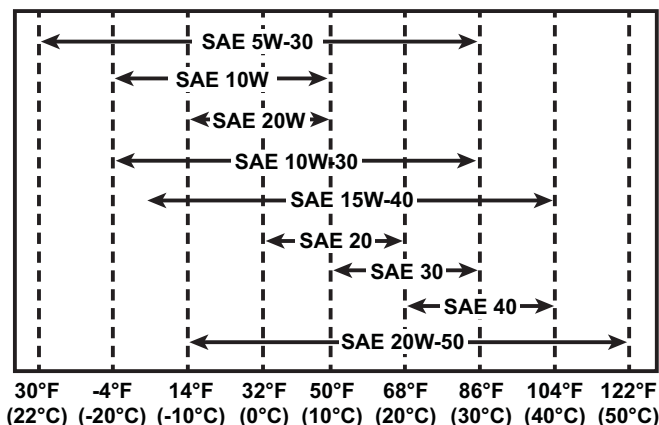 SAE 5W-30
SAE 10W
SAE 20W
SAE 10W-30
SAE 15W-40
SAE 20
SAE 30
SAE 40
SAE 20W-50
30°F -4°F 14°F 32°F 50°F 68°F 86°F 104°F 122°F
(22°C) (-20°C) (-10°C) (0°C) (10°C) (20°C) (30°C) (40°C) (50°C)